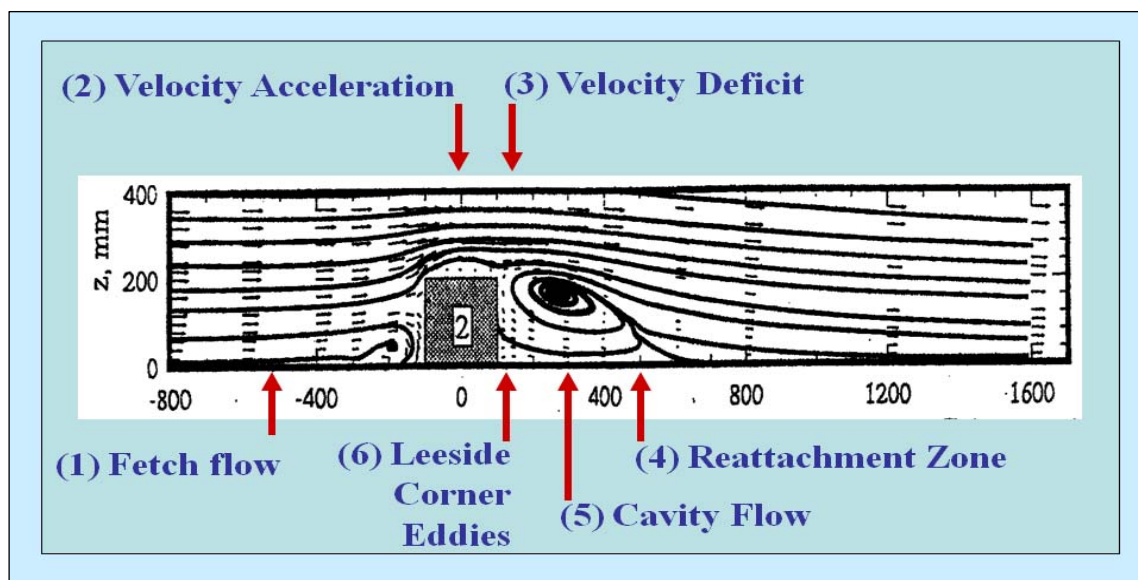 (2) Velocity Acceleration
(3) Velocity Deficit
400
200
0
z, mm
2
-800
-400
0
400
800
1200
1600
(1) Fetch flow
(6) Leeside
Corner
Eddies
(4) Reattachment Zone
(5) Cavity Flow